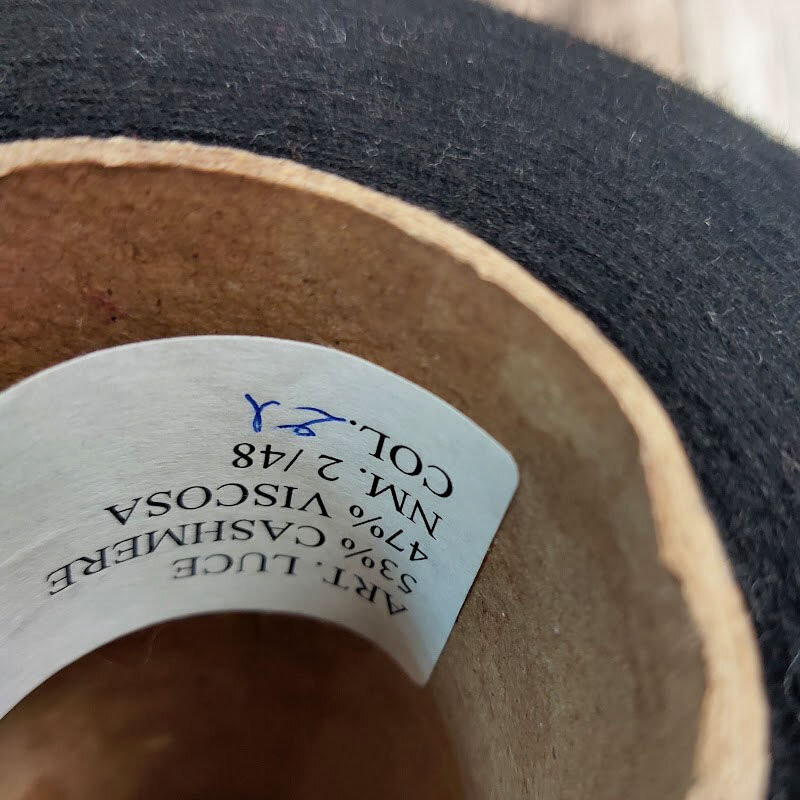 ART. LUCE
53% CASHMERE
47% VISCOSA
NM. 2/48
COL.